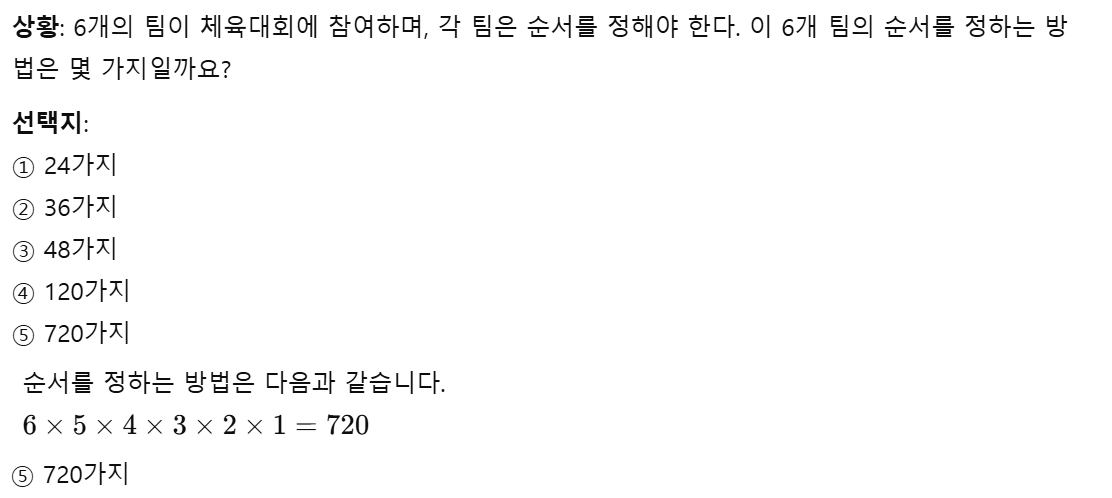 상황: 6개의 팀이 체육대회에 참여하며, 각 팀은 순서를 정해야 한다. 이 6개 팀의 순서를 정하는 방
법은 몇 가지일까요?
선택지:
① 24가지
② 36가지
③ 48가지
④ 120가지
⑤ 720가지
순서를 정하는 방법은 다음과 같습니다.
6 × 5 × 4 × 3 × 2 × 1 = 720
⑤ 720가지